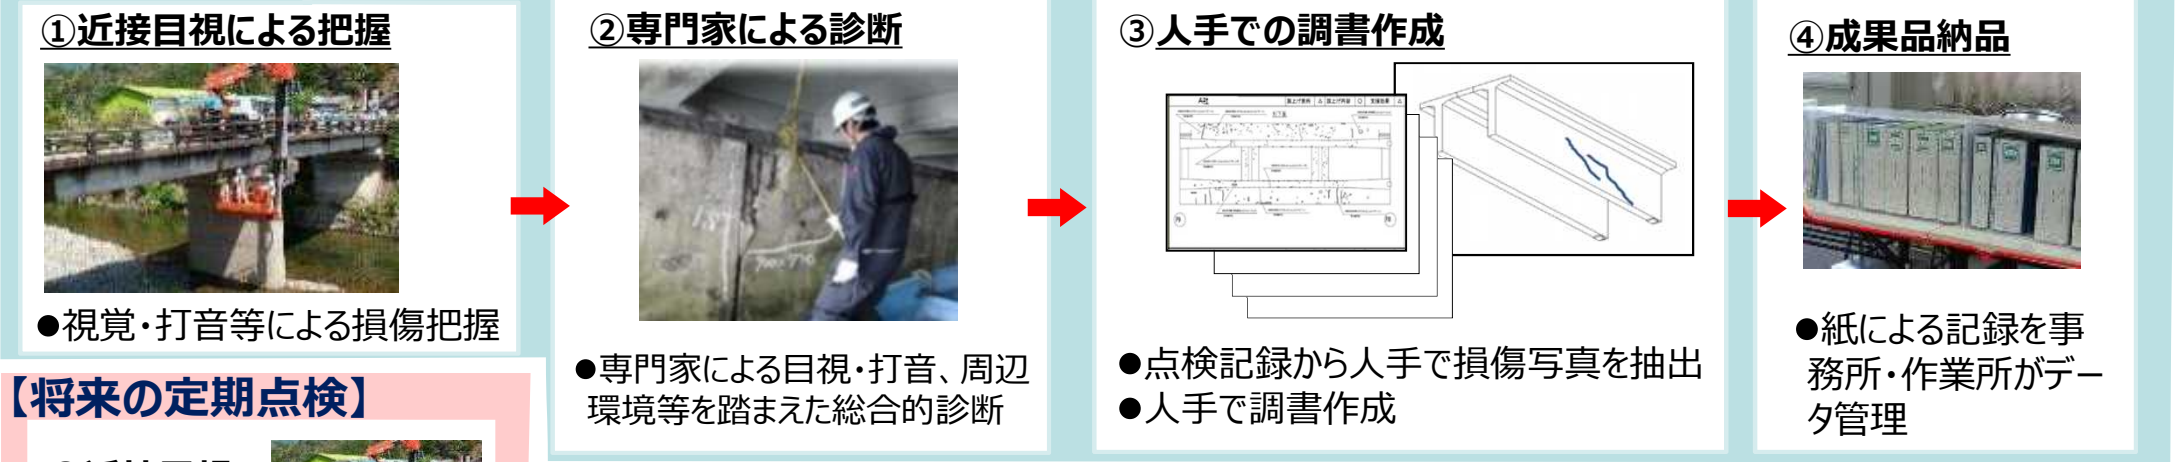 ①近接目視による把握
●視覚・打音等による損傷把握
②専門家による診断
●専門家による目視・打音、周辺
環境等を踏まえた総合的診断
③人手での調書作成
A社
●点検記録から人手で損傷写真を抽出
●人手で調書作成
④成果品納品
●紙による記録を事
務所・作業所がデー
タ管理
【将来の定期点検】